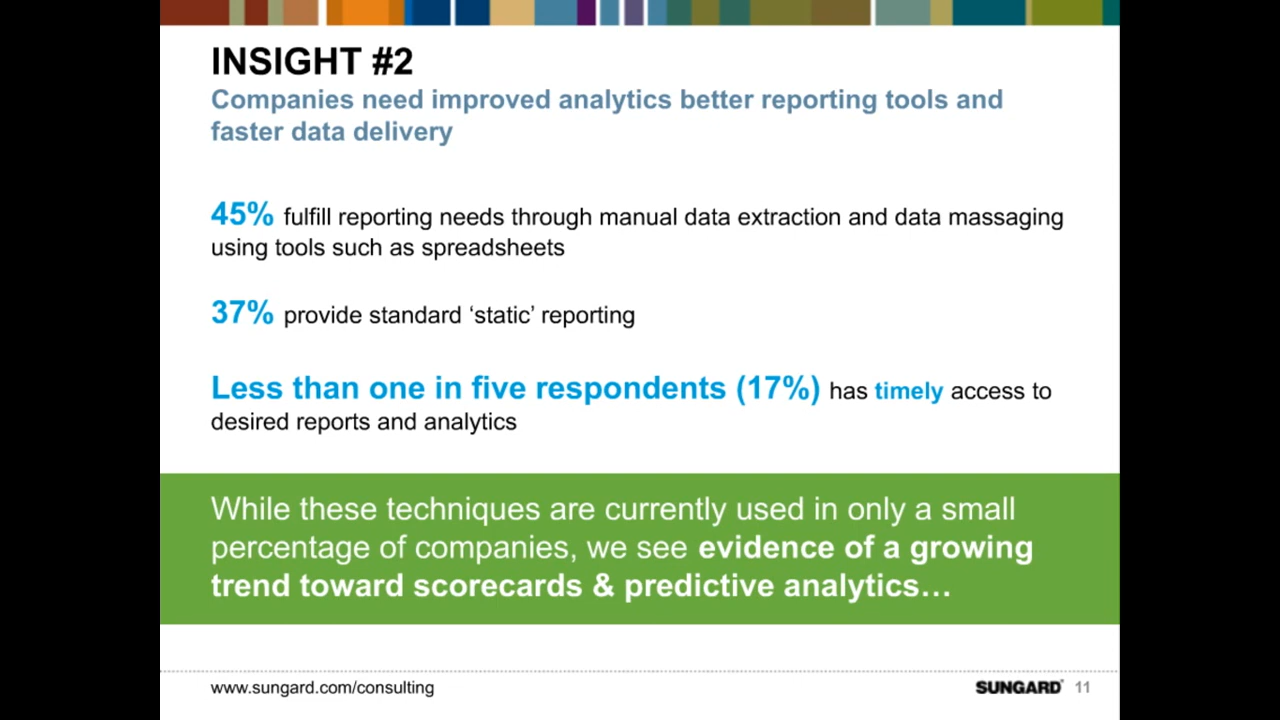 INSIGHT #2
Companies need improved analytics better reporting tools and
faster data delivery
45% fulfill reporting needs through manual data extraction and data massaging
using tools such as spreadsheets
37% provide standard ‘static’ reporting
Less than one in five respondents (17%) has timely access to
desired reports and analytics
While these techniques are currently used in only a small
percentage of companies, we see evidence of a growing
trend toward scorecards & predictive analytics…
www.sungard.com/consulting
SUNGARD® 11